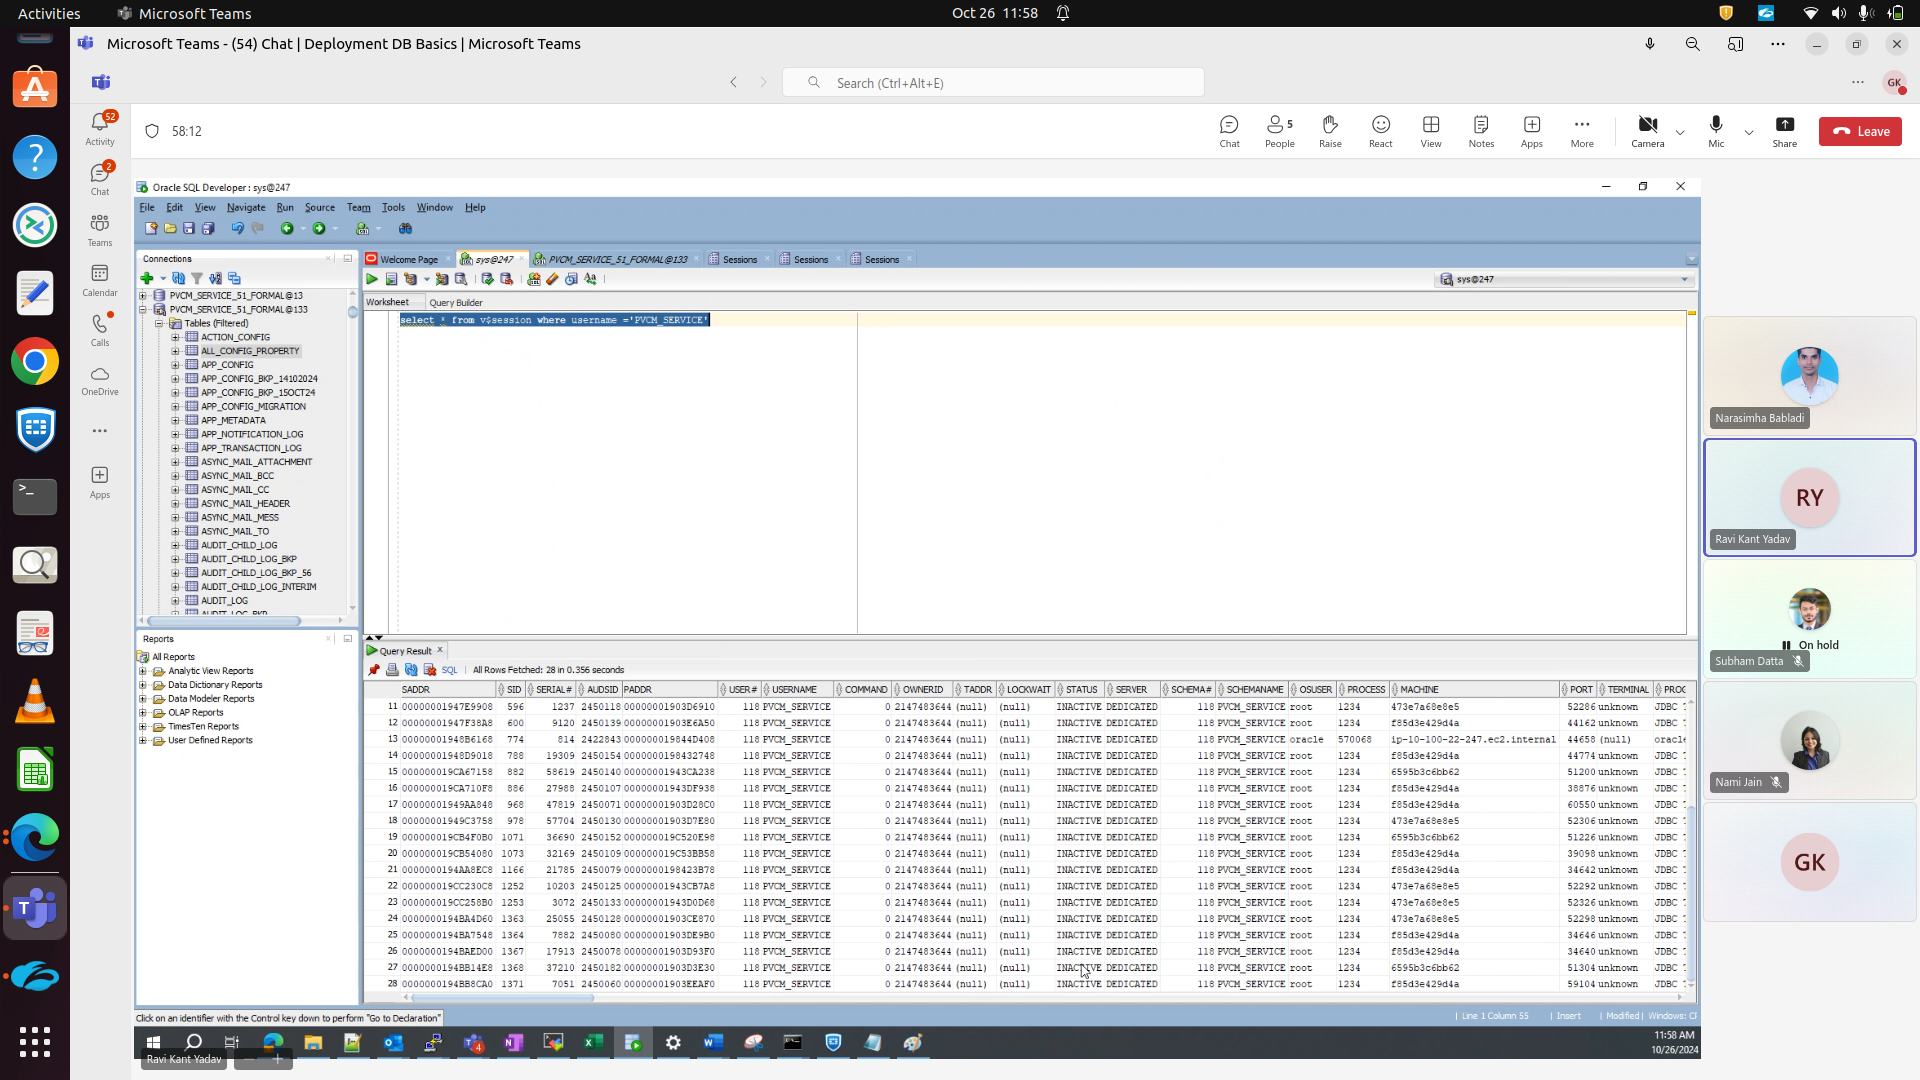 Activities
Microsoft Teams
Oct 26 11:58
Microsoft Teams - (54) Chat | Deployment DB Basics | Microsoft Teams
Search (Ctrl+Alt+E)
GK
58:12
Chat
5
People
Raise
React
View
Notes
Apps
More
Camera
Mic
Share
Leave
52
Activity
2
Chat
Teams
Calendar
Calls
OneDrive
Apps
Oracle SQL Developer : sys@247
File Edit View Navigate Run Source Team Tools Window Help
Connections
PVCM_SERVICE_51_FORMAL@13
PVCM_SERVICE_51_FORMAL@133
Tables (Filtered)
ACTION_CONFIG
ALL_CONFIG_PROPERTY
APP_CONFIG
APP_CONFIG_BKP_14102024
APP_CONFIG_BKP_15OCT24
APP_CONFIG_MIGRATION
APP_METADATA
APP_NOTIFICATION_LOG
APP_TRANSACTION_LOG
ASYNC_MAIL_ATTACHMENT
ASYNC_MAIL_BCC
ASYNC_MAIL_CC
ASYNC_MAIL_HEADER
ASYNC_MAIL_MESS
ASYNC_MAIL_TO
AUDIT_CHILD_LOG
AUDIT_CHILD_LOG_BKP
AUDIT_CHILD_LOG_BKP_56
AUDIT_CHILD_LOG_INTERIM
AUDIT_LOG
AUDIT_LOG_BKP
Reports
All Reports
Analytic View Reports
Data Dictionary Reports
Data Modeler Reports
OLAP Reports
TimesTen Reports
User Defined Reports
Welcome Page
sys@247
PVCM_SERVICE_51_FORMAL@133
Sessions
Sessions
Sessions
sys@247
Worksheet Query Builder
select * from v$session where username ='PVCM_SERVICE'
Query Result
SQL | All Rows Fetched: 28 in 0.356 seconds
SADDR SID SERIAL# AUDSID PADDR USER# USERNAME COMMAND OWNERID TADDR LOCKWAIT STATUS SERVER SCHEMA# SCHEMANAME OSUSER PROCESS MACHINE PORT TERMINAL PROG
11 00000001947E9908 596 1237 2450118 00000001903D6910 118 PVCM_SERVICE 0 2147483644 (null) (null) INACTIVE DEDICATED 118 PVCM_SERVICE root 1234 473e7a68e8e5 52286 unknown JDBC
12 00000001947F38A8 600 9120 2450139 00000001903E6A50 118 PVCM_SERVICE 0 2147483644 (null) (null) INACTIVE DEDICATED 118 PVCM_SERVICE root 1234 f85d3e429d4a 44162 unknown JDBC
13 00000001948B6168 774 814 2422843 000000019844D408 118 PVCM_SERVICE 0 2147483644 (null) (null) INACTIVE DEDICATED 118 PVCM_SERVICE oracle 570068 ip-10-100-22-247.ec2.internal 44658 (null) oracle
14 00000001948D9018 788 19309 2450154 0000000198432748 118 PVCM_SERVICE 0 2147483644 (null) (null) INACTIVE DEDICATED 118 PVCM_SERVICE root 1234 f85d3e429d4a 44774 unknown JDBC
15 000000019CA67158 882 58619 2450140 00000001943CA238 118 PVCM_SERVICE 0 2147483644 (null) (null) INACTIVE DEDICATED 118 PVCM_SERVICE root 1234 6595b3c6bb62 51200 unknown JDBC
16 000000019CA710F8 886 27988 2450107 00000001943DF938 118 PVCM_SERVICE 0 2147483644 (null) (null) INACTIVE DEDICATED 118 PVCM_SERVICE root 1234 f85d3e429d4a 38876 unknown JDBC
17 00000001949AA848 968 47819 2450071 00000001903D28C0 118 PVCM_SERVICE 0 2147483644 (null) (null) INACTIVE DEDICATED 118 PVCM_SERVICE root 1234 f85d3e429d4a 60550 unknown JDBC
18 00000001949C3758 978 57704 2450130 00000001903D7E80 118 PVCM_SERVICE 0 2147483644 (null) (null) INACTIVE DEDICATED 118 PVCM_SERVICE root 1234 473e7a68e8e5 52306 unknown JDBC
19 000000019CB4F0B0 1071 36690 2450152 000000019C520E98 118 PVCM_SERVICE 0 2147483644 (null) (null) INACTIVE DEDICATED 118 PVCM_SERVICE root 1234 6595b3c6bb62 51226 unknown JDBC
20 000000019CB54080 1073 32169 2450109 000000019C53BB58 118 PVCM_SERVICE 0 2147483644 (null) (null) INACTIVE DEDICATED 118 PVCM_SERVICE root 1234 f85d3e429d4a 39098 unknown JDBC
21 000000194AA8EC8 1166 21785 2450079 0000000198423B78 118 PVCM_SERVICE 0 2147483644 (null) (null) INACTIVE DEDICATED 118 PVCM_SERVICE root 1234 f85d3e429d4a 34642 unknown JDBC
22 000000019CC230C8 1252 10203 2450125 00000001943CB7A8 118 PVCM_SERVICE 0 2147483644 (null) (null) INACTIVE DEDICATED 118 PVCM_SERVICE root 1234 473e7a68e8e5 52292 unknown JDBC
23 000000019CC258B0 1253 3072 2450133 00000001943D0D68 118 PVCM_SERVICE 0 2147483644 (null) (null) INACTIVE DEDICATED 118 PVCM_SERVICE root 1234 473e7a68e8e5 52326 unknown JDBC
24 0000000194BA4D60 1363 25055 2450128 00000001903CE870 118 PVCM_SERVICE 0 2147483644 (null) (null) INACTIVE DEDICATED 118 PVCM_SERVICE root 1234 473e7a68e8e5 52298 unknown JDBC
25 0000000194BA7548 1364 7882 2450080 00000001903DE9B0 118 PVCM_SERVICE 0 2147483644 (null) (null) INACTIVE DEDICATED 118 PVCM_SERVICE root 1234 f85d3e429d4a 34646 unknown JDBC
26 0000000194BAED00 1367 17913 2450078 00000001903D93F0 118 PVCM_SERVICE 0 2147483644 (null) (null) INACTIVE DEDICATED 118 PVCM_SERVICE root 1234 f85d3e429d4a 34640 unknown JDBC
27 0000000194BB14E8 1368 37210 2450182 00000001903D3E30 118 PVCM_SERVICE 0 2147483644 (null) (null) INACTIVE DEDICATED 118 PVCM_SERVICE root 1234 6595b3c6bb62 51304 unknown JDBC
28 0000000194BB8CA0 1371 7051 2450060 00000001903EEAF0 118 PVCM_SERVICE 0 2147483644 (null) (null) INACTIVE DEDICATED 118 PVCM_SERVICE root 1234 f85d3e429d4a 59104 unknown JDBC
Click on an identifier with the Control key down to perform "Go to Declaration"
Line 1 Column 55 | Insert | Modified | Windows: CF
11:58 AM
10/26/2024
4
Ravi Kant Yadav
Narasimha Babladi
RY
Ravi Kant Yadav
On hold
Subham Datta
Nami Jain
GK